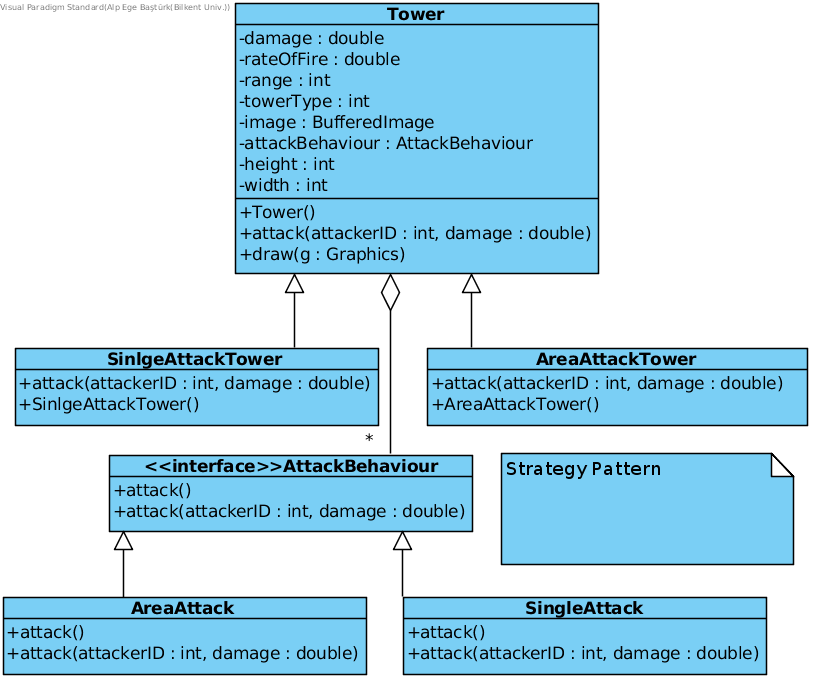 Visual Paradigm Standard(Alp Ege Baştürk(Bilkent Univ.))
Tower
-damage : double
-rateOfFire : double
-range : int
-towerType : int
-image : BufferedImage
-attackBehaviour : AttackBehaviour
-height : int
-width : int
+Tower()
+attack(attackerID : int, damage : double)
+draw(g : Graphics)
SinlgeAttackTower
+attack(attackerID : int, damage : double)
+SinlgeAttackTower()
AreaAttackTower
+attack(attackerID : int, damage : double)
+AreaAttackTower()
*
<<interface>>AttackBehaviour
+attack()
+attack(attackerID : int, damage : double)
Strategy Pattern
AreaAttack
+attack()
+attack(attackerID : int, damage : double)
SingleAttack
+attack()
+attack(attackerID : int, damage : double)